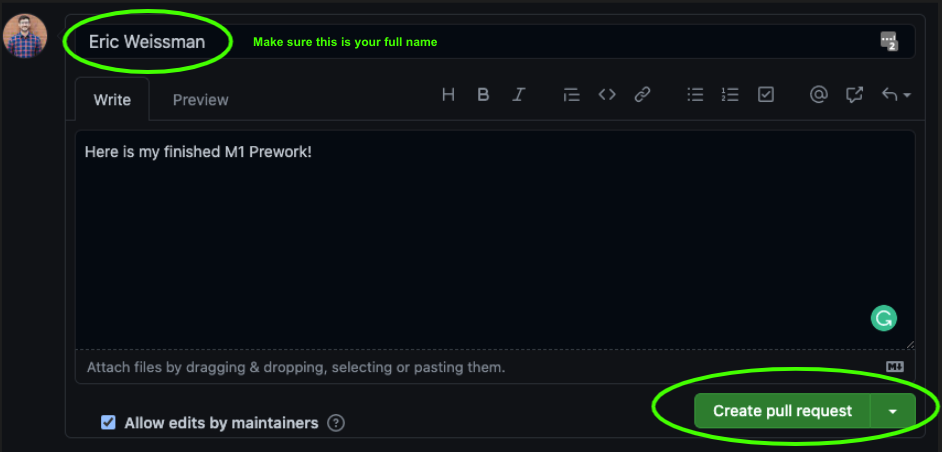 Eric Weissman Make sure this is your full name
2
Write Preview H B I
Here is my finished M1 Prework!
G
Attach files by dragging & dropping, selecting or pasting them. M↓
Allow edits by maintainers ?
Create pull request